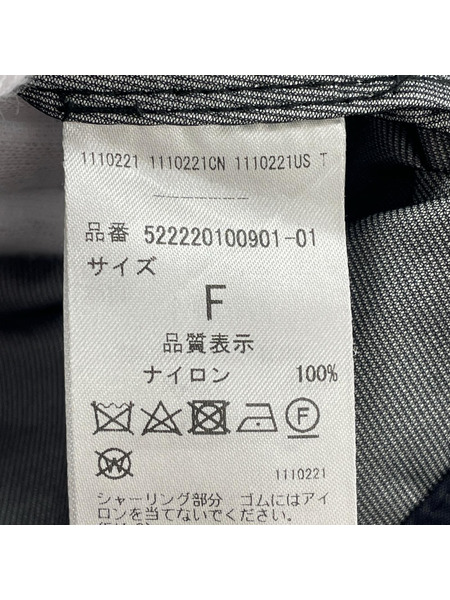 1110221 1110221CN 1110221US T
--------
品番 522220100901-01
サイズ
F
品質表示
ナイロン 100%
F
W
1110221
シャーリング部分 ゴムにはアイ
ロンを当てないでください。